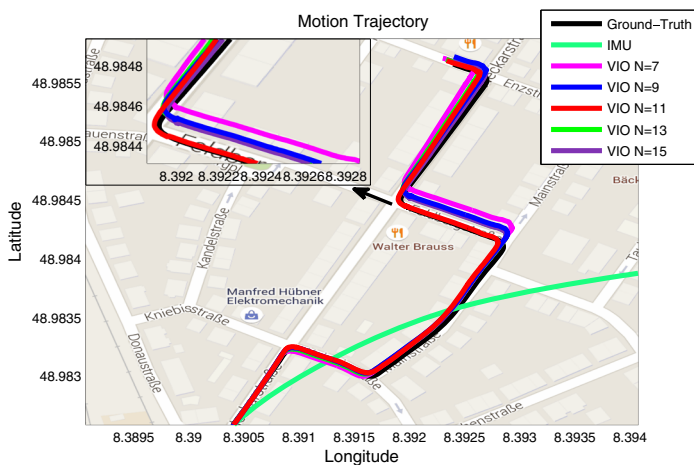 Motion Trajectory
Ground-Truth
IMU
VIO N=7
VIO N=9
VIO N=11
VIO N=13
VIO N=15
48.9848
48.9846
48.9844
8.392
8.3922
8.3924
8.3926
8.3928
48.9855
48.985
48.9845
48.984
48.9835
48.983
Latitude
Enzst
Mainstraße
Bäck
Kandelstraße
Walter Brauss
Manfred Hübner
Elektromechanik
Kniebisstraße
Donaustraße
8.3895
8.39
8.3905
8.391
8.3915
8.392
8.3925
8.393
8.3935
8.394
Longitude